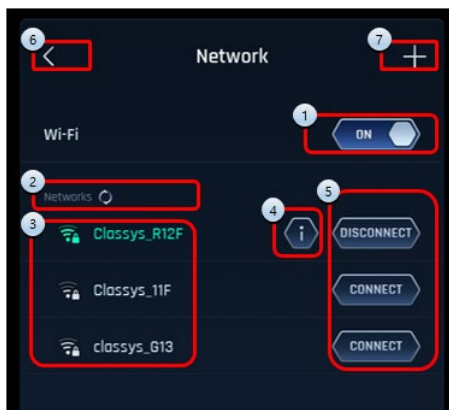 6
7
Network
1
Wi-Fi
ON
2
Networks
5
3
4
Classys_R12F
i
DISCONNECT
Classys_11F
CONNECT
classys_G13
CONNECT